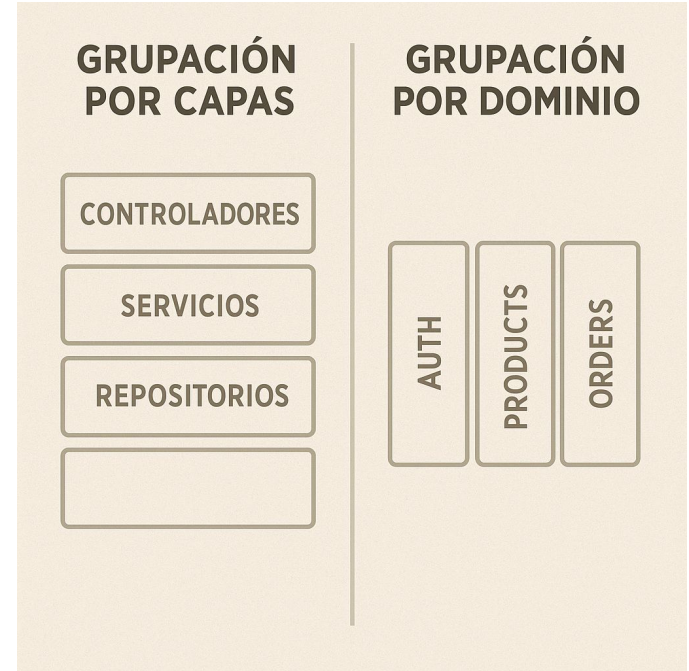 GRUPACIÓN
POR CAPAS
CONTROLADORES
SERVICIOS
REPOSITORIOS
GRUPACIÓN
POR DOMINIO
AUTH
PRODUCTS
ORDERS